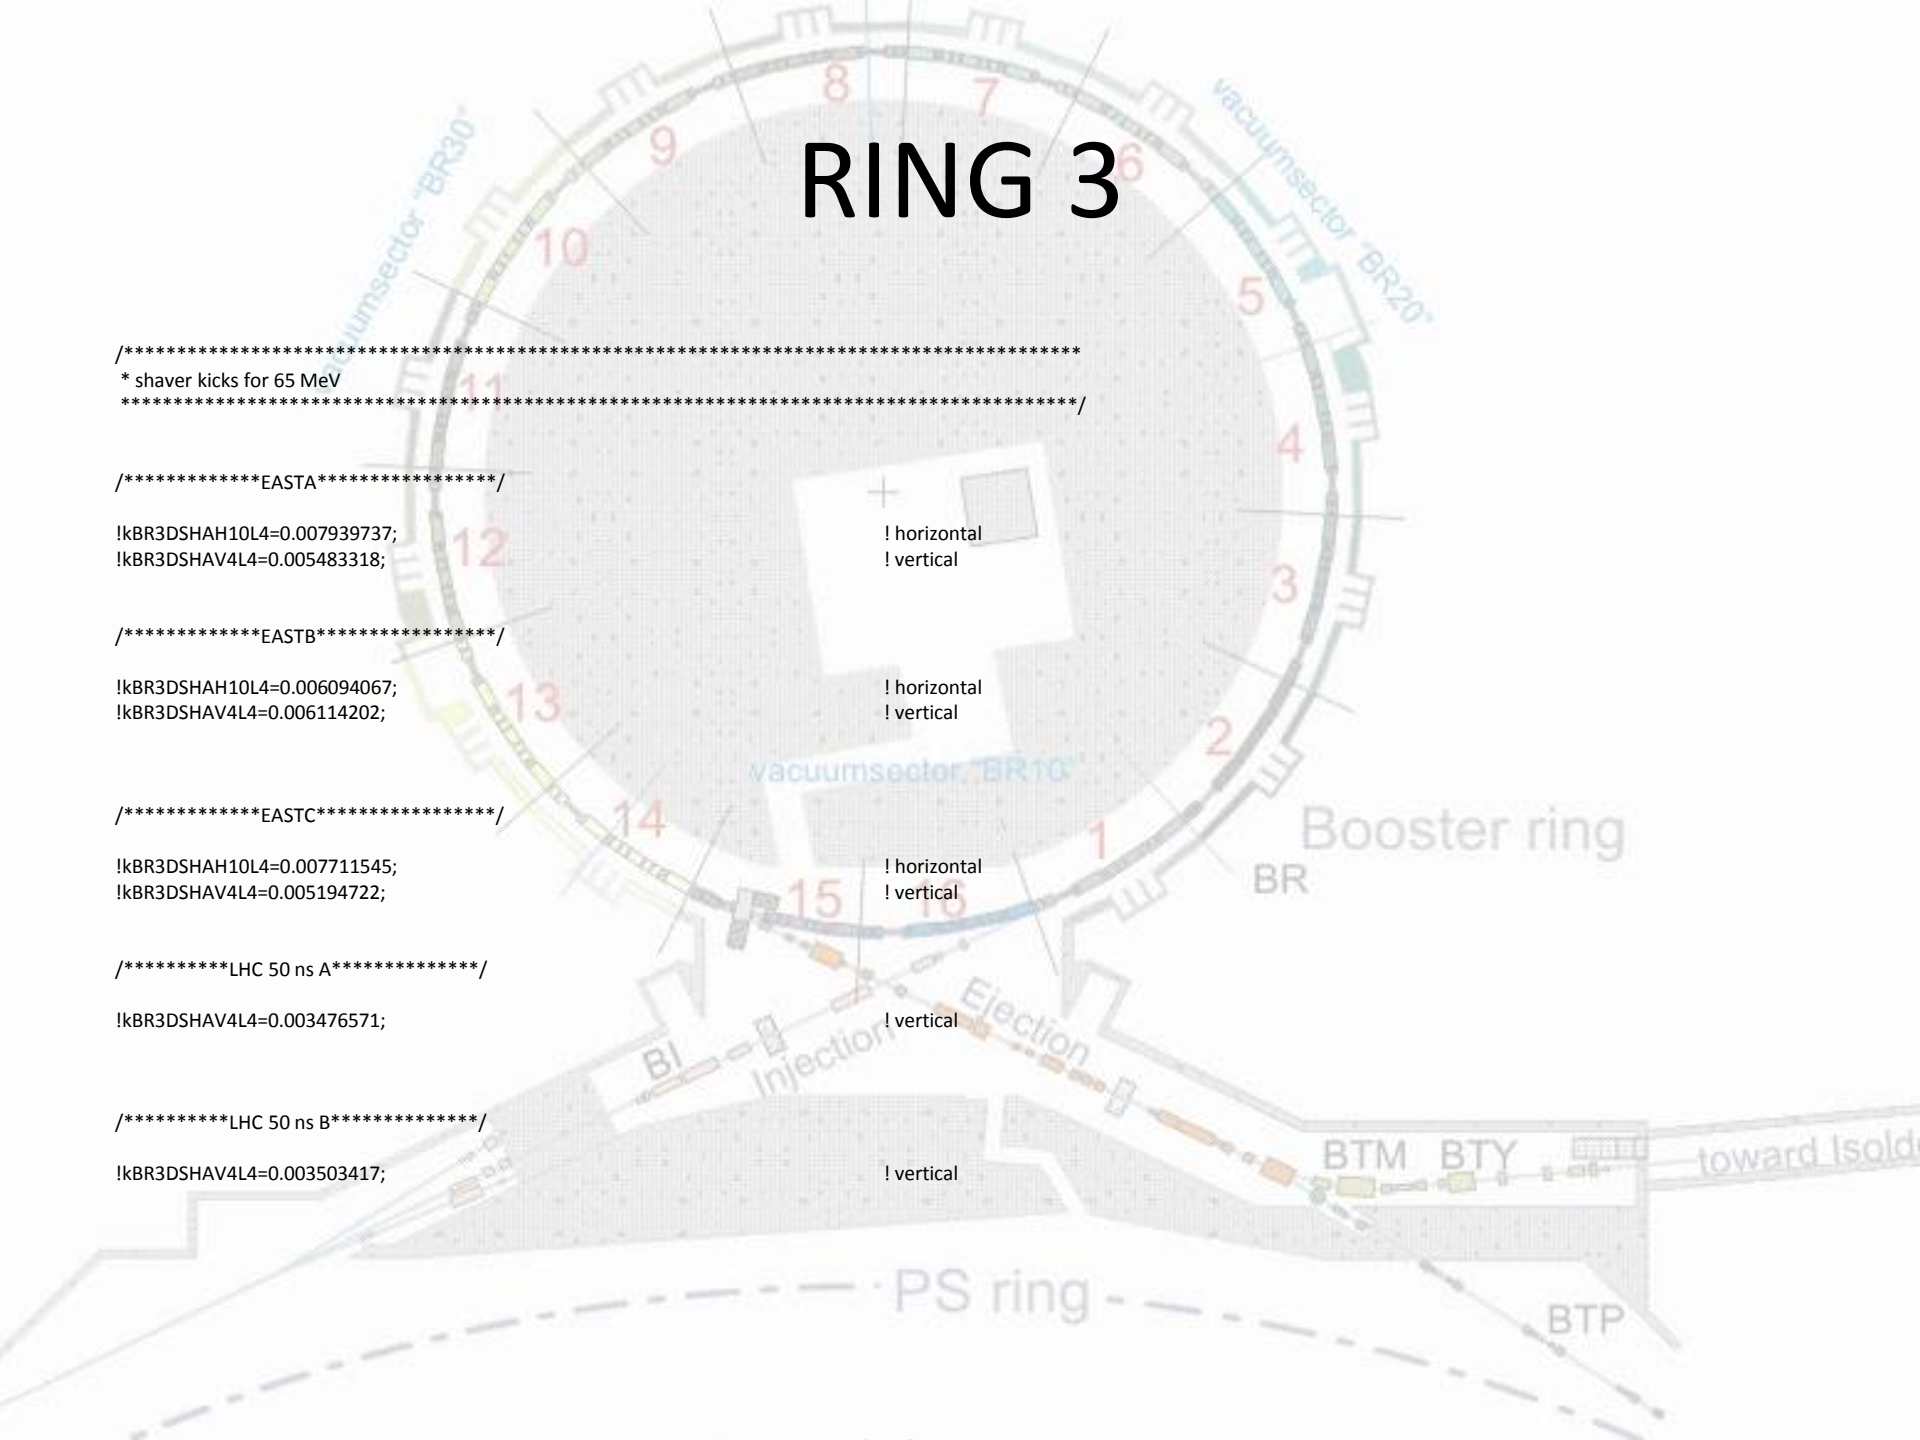 RING 3
/******************************************************************************************
* shaver kicks for 65 MeV
******************************************************************************************/
/*************EASTA*****************/
!kBR3DSHAH10L4=0.007939737; ! horizontal
!kBR3DSHAV4L4=0.005483318; ! vertical
/*************EASTB*****************/
!kBR3DSHAH10L4=0.006094067; ! horizontal
!kBR3DSHAV4L4=0.006114202; ! vertical
/*************EASTC*****************/
!kBR3DSHAH10L4=0.007711545; ! horizontal
!kBR3DSHAV4L4=0.005194722; ! vertical
/**********LHC 50 ns A**************/
!kBR3DSHAV4L4=0.003476571; ! vertical
/**********LHC 50 ns B**************/
!kBR3DSHAV4L4=0.003503417; ! vertical
8
7
9
6
10
5
11
4
12
3
13
2
14
1
15
16
vacuumsector "BR30"
vacuumsector "BR20"
vacuumsector "BR10"
Booster ring
BR
Ejection
Injection
BI
BTM
BTY
toward Isold
PS ring
BTP